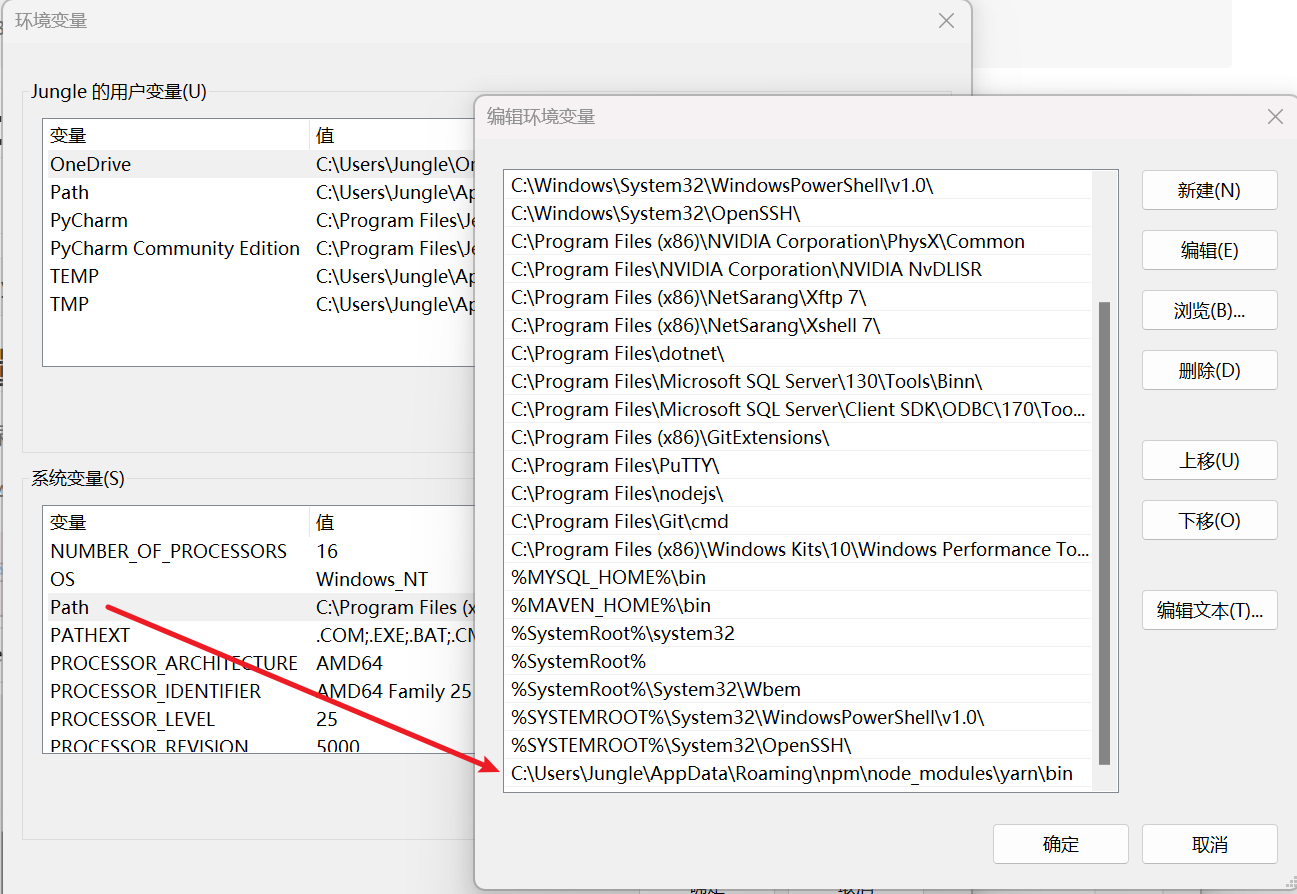 环境变量
Jungle 的用户变量(U)
变量 值
OneDrive C:\Users\Jungle\On
Path C:\Users\Jungle\Ap
PyCharm C:\Program Files\Je
PyCharm Community Edition C:\Program Files\Je
TEMP C:\Users\Jungle\Ap
TMP C:\Users\Jungle\Ap
系统变量(S)
变量 值
NUMBER_OF_PROCESSORS 16
OS Windows_NT
Path C:\Program Files (x
PATHEXT .COM;.EXE;.BAT;.CM
PROCESSOR_ARCHITECTURE AMD64
PROCESSOR_IDENTIFIER AMD64 Family 25
PROCESSOR_LEVEL 25
PROCESSOR_REVISION 5000
编辑环境变量
C:\Windows\System32\WindowsPowerShell\v1.0\
C:\Windows\System32\OpenSSH\
C:\Program Files (x86)\NVIDIA Corporation\PhysX\Common
C:\Program Files\NVIDIA Corporation\NVIDIA NvDLISR
C:\Program Files (x86)\NetSarang\Xftp 7\
C:\Program Files (x86)\NetSarang\Xshell 7\
C:\Program Files\dotnet\
C:\Program Files\Microsoft SQL Server\130\Tools\Binn\
C:\Program Files\Microsoft SQL Server\Client SDK\ODBC\170\Too...
C:\Program Files (x86)\GitExtensions\
C:\Program Files\PuTTY\
C:\Program Files\nodejs\
C:\Program Files\Git\cmd
C:\Program Files (x86)\Windows Kits\10\Windows Performance To...
%MYSQL_HOME%\bin
%MAVEN_HOME%\bin
%SystemRoot%\system32
%SystemRoot%
%SystemRoot%\System32\Wbem
%SYSTEMROOT%\System32\WindowsPowerShell\v1.0\
%SYSTEMROOT%\System32\OpenSSH\
C:\Users\Jungle\AppData\Roaming\npm\node_modules\yarn\bin
新建(N)
编辑(E)
浏览(B)...
删除(D)
上移(U)
下移(O)
编辑文本(T)...
确定 取消